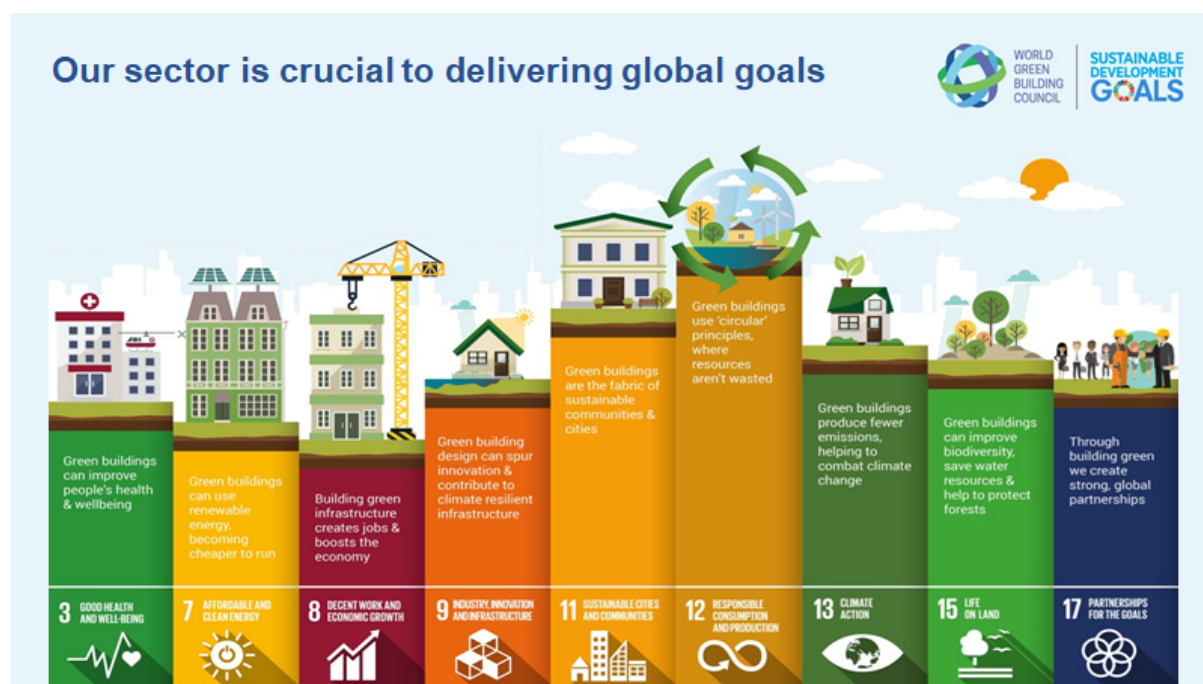 Our sector is crucial to delivering global goals
WORLD
GREEN
BUILDING
COUNCIL
SUSTAINABLE
DEVELOPMENT
GOALS
Green buildings
can improve
people's health
& wellbeing
Green buildings
can use
renewable
energy,
becoming
cheaper to run
Building green
infrastructure
creates jobs &
boosts the
economy
Green building
design can spur
innovation &
contribute to
climate resilient
infrastructure
Green buildings
are the fabric of
sustainable
communities &
cities
Green buildings
use 'circular'
principles,
where
resources
aren't wasted
Green buildings
produce fewer
emissions,
helping to
combat climate
change
Green buildings
can improve
biodiversity,
save water
resources &
help to protect
forests
Through
building green
we create
strong, global
partnerships
3 GOOD HEALTH
AND WELL-BEING
7 AFFORDABLE AND
CLEAN ENERGY
8 DECENT WORK AND
ECONOMIC GROWTH
9 INDUSTRY, INNOVATION
AND INFRASTRUCTURE
11 SUSTAINABLE CITIES
AND COMMUNITIES
12 RESPONSIBLE
CONSUMPTION
AND PRODUCTION
13 CLIMATE
ACTION
15 LIFE
ON LAND
17 PARTNERSHIPS
FOR THE GOALS